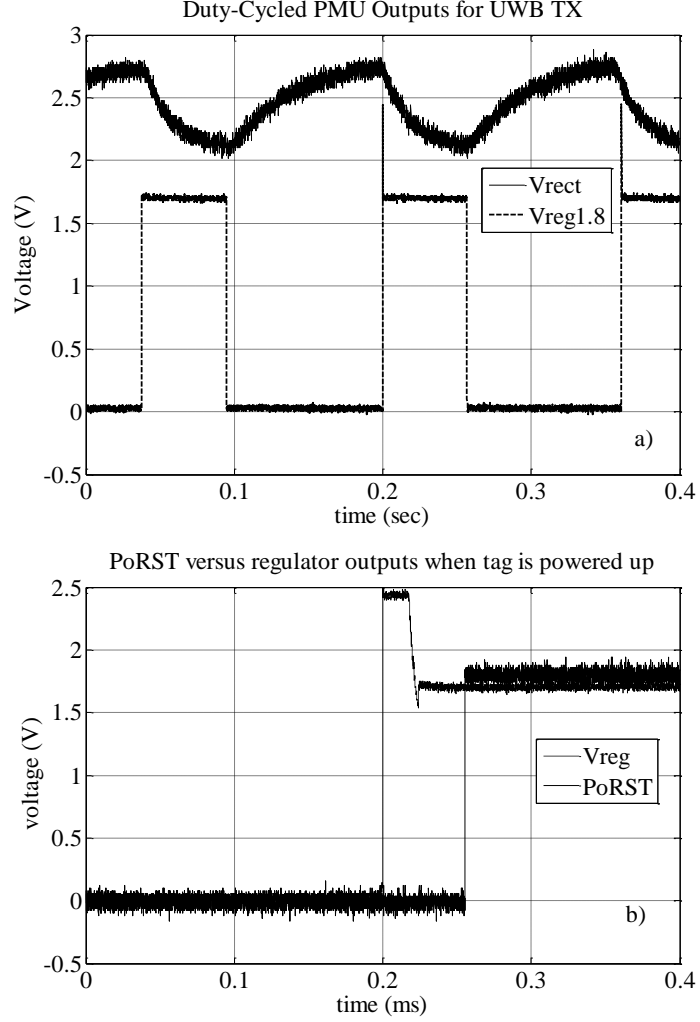 Duty-Cycled PMU Outputs for UWB TX
3
2.5
2
1.5
1
0.5
0
-0.5
Voltage (V)
Vrect
Vreg1.8
a)
0 0.1 0.2 0.3 0.4
time (sec)
PoRST versus regulator outputs when tag is powered up
2.5
2
1.5
1
0.5
0
-0.5
voltage (V)
Vreg
PoRST
b)
0 0.1 0.2 0.3 0.4
time (ms)